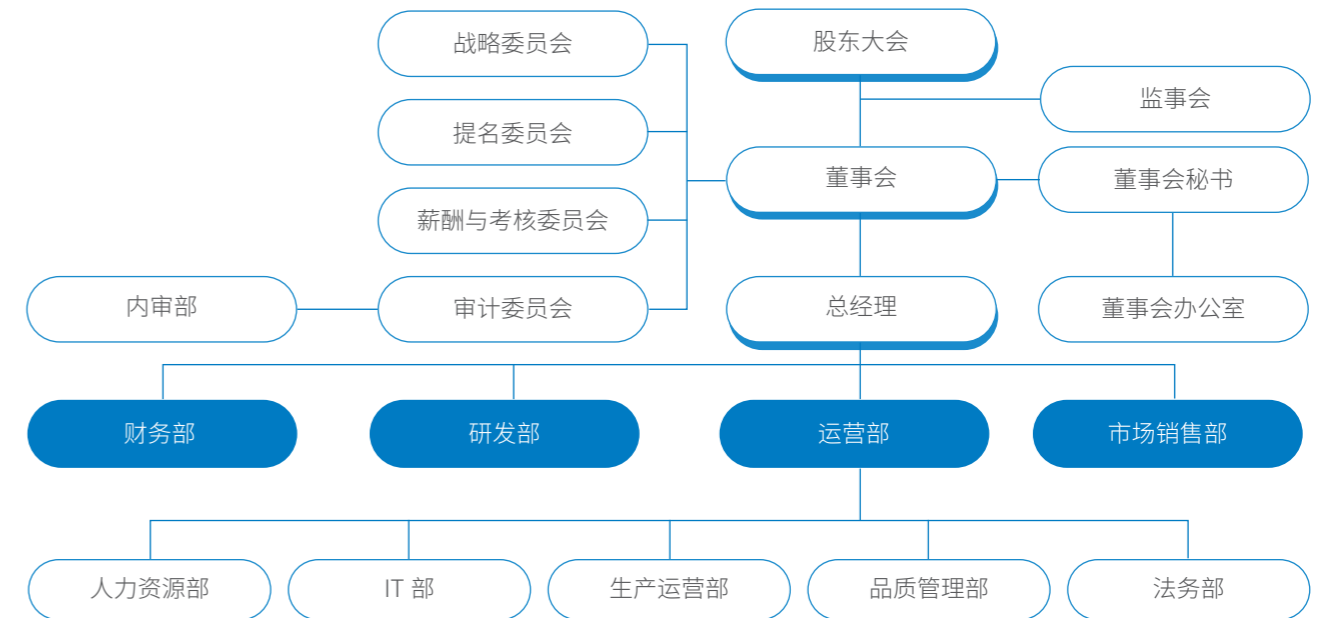 战略委员会
股东大会
监事会
提名委员会
董事会
董事会秘书
薪酬与考核委员会
内审部
审计委员会
总经理
董事会办公室
财务部
研发部
运营部
市场销售部
人力资源部
IT 部
生产运营部
品质管理部
法务部